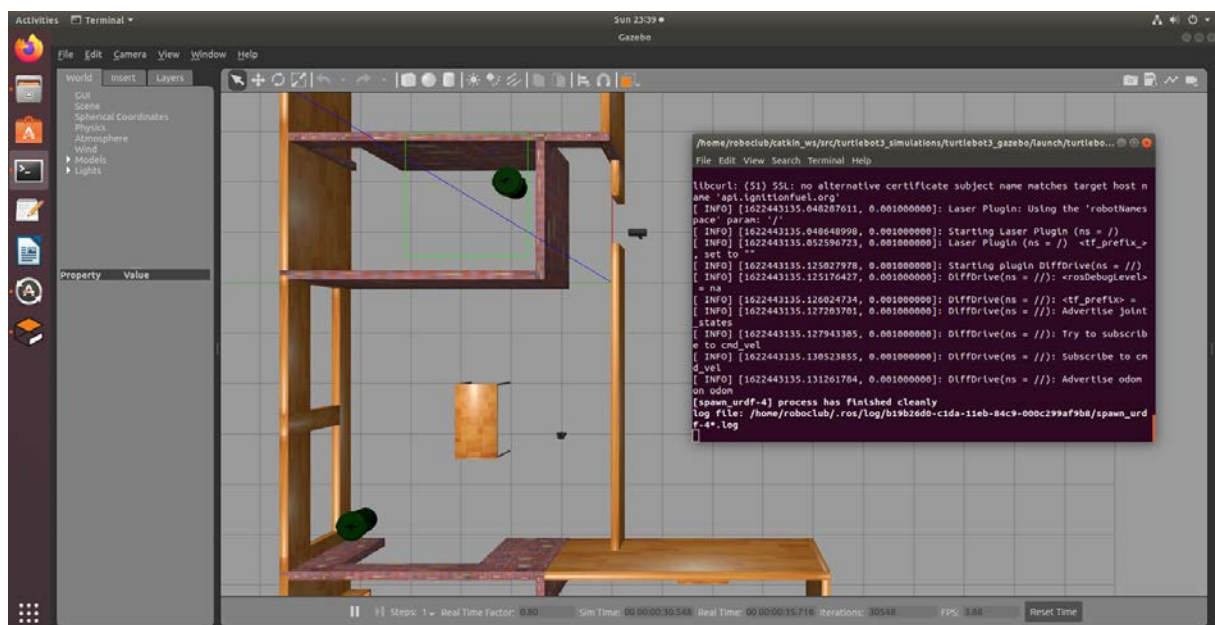 Activities Terminal Sun 23:39
Gazebo
File Edit Camera View Window Help
World Insert Layers
GUI
Scene
Spherical Coordinates
Physics
Atmosphere
Wind
Models
Lights
Property Value
/home/roboclub/catkin_ws/src/turtlebot3_simulations/turtlebot3_gazebo/launch/turtlebo...
File Edit View Search Terminal Help
libcurl: (51) SSL: no alternative certificate subject name matches target host n
ame 'api.ignitionfuel.org'
[ INFO] [1622443135.048287611, 0.001000000]: Laser Plugin: Using the 'robotNames
pace' param: '/'
[ INFO] [1622443135.048648998, 0.001000000]: Starting Laser Plugin (ns = /)
[ INFO] [1622443135.052596723, 0.001000000]: Laser Plugin (ns = /) <tf_prefix_>
, set to ""
[ INFO] [1622443135.125027978, 0.001000000]: Starting plugin DiffDrive(ns = //)
[ INFO] [1622443135.125176427, 0.001000000]: DiffDrive(ns = //): <rosDebugLevel>
= na
[ INFO] [1622443135.126024734, 0.001000000]: DiffDrive(ns = //): <tf_prefix> =
[ INFO] [1622443135.127203701, 0.001000000]: DiffDrive(ns = //): Advertise joint
_states
[ INFO] [1622443135.127943305, 0.001000000]: DiffDrive(ns = //): Try to subscrib
e to cmd_vel
[ INFO] [1622443135.130523855, 0.001000000]: DiffDrive(ns = //): Subscribe to cm
d_vel
[ INFO] [1622443135.131261784, 0.001000000]: DiffDrive(ns = //): Advertise odom
on odom
[spawn_urdf-4] process has finished cleanly
log file: /home/roboclub/.ros/log/b19b26d0-c1da-11eb-84c9-000c299af9b8/spawn_urd
f-4*.log
Steps: 1 Real Time Factor: 0.80 Sim Time: 00 00:00:30.548 Real Time: 00 00:00:35.716 Iterations: 30548 FPS: 3.88 Reset Time